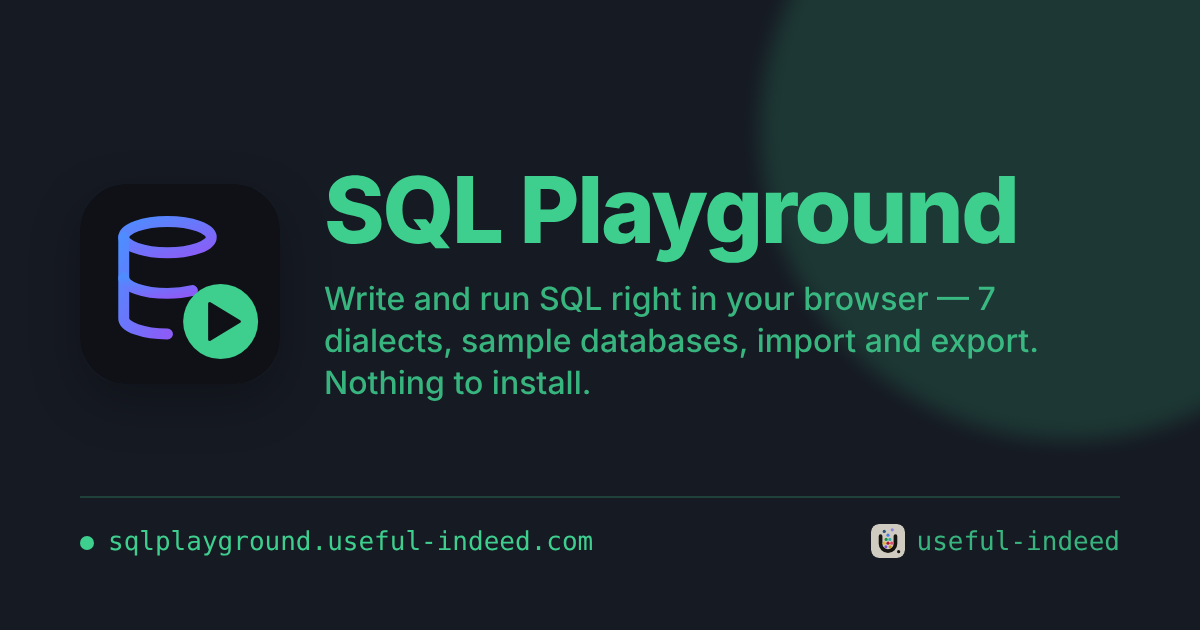 SQL Playground
Write and run SQL right in your browser — 7
dialects, sample databases, import and export.
Nothing to install.
sqlplayground.useful-indeed.com
useful-indeed